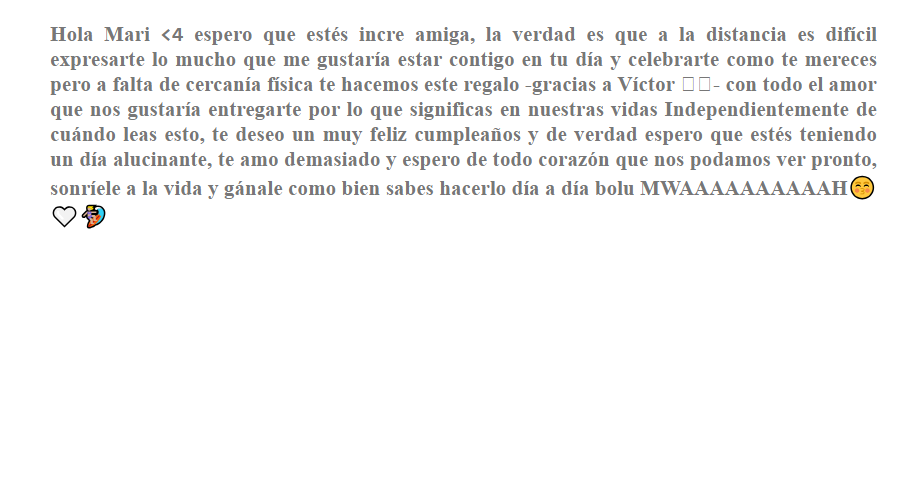 Hola Mari <4 espero que estés incre amiga, la verdad es que a la distancia es difícil
expresarte lo mucho que me gustaría estar contigo en tu día y celebrarte como te mereces
pero a falta de cercanía física te hacemos este regalo -gracias a Víctor - con todo el amor
que nos gustaría entregarte por lo que significas en nuestras vidas Independientemente de
cuándo leas esto, te deseo un muy feliz cumpleaños y de verdad espero que estés teniendo
un día alucinante, te amo demasiado y espero de todo corazón que nos podamos ver pronto,
sonríele a la vida y gánale como bien sabes hacerlo día a día bolu MWAAAAAAAAAAH